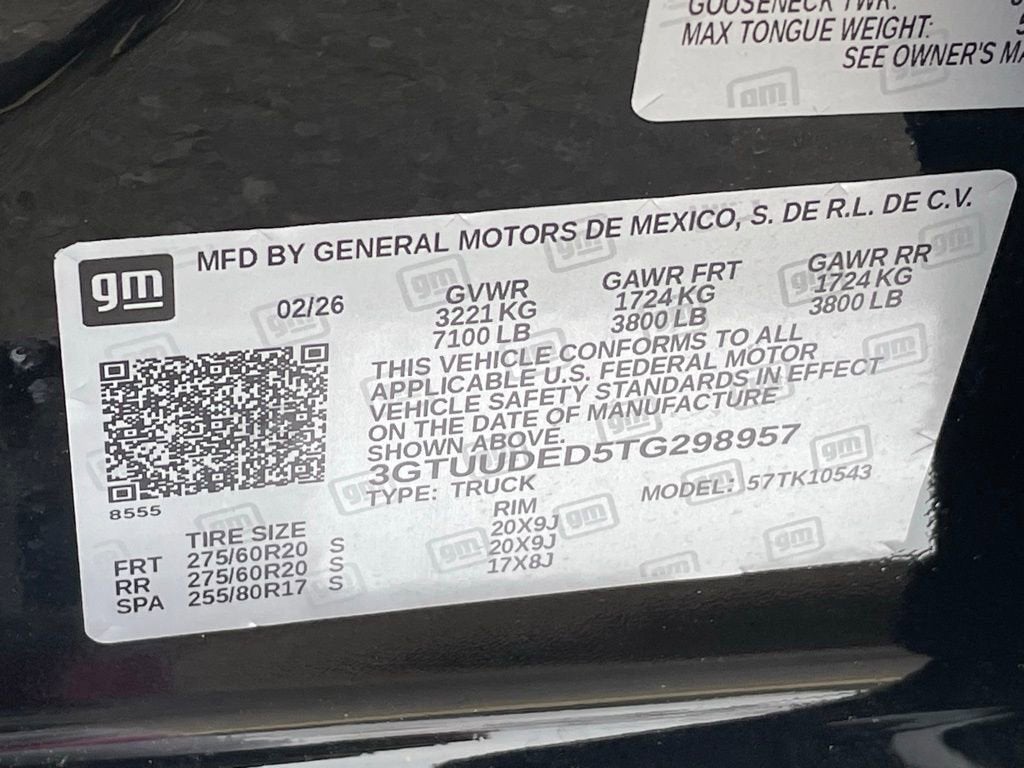 GOOSENECK TWR:
MAX TONGUE WEIGHT:
SEE OWNER'S MA
gm
MFD BY GENERAL MOTORS DE MEXICO, S. DE R.L. DE C.V.
02/26
GVWR GAWR FRT GAWR RR
3221 KG 1724 KG 1724 KG
7100 LB 3800 LB 3800 LB
THIS VEHICLE CONFORMS TO ALL
APPLICABLE U.S. FEDERAL MOTOR
VEHICLE SAFETY STANDARDS IN EFFECT
ON THE DATE OF MANUFACTURE
SHOWN ABOVE.
3GTUUDED5TG298957
TYPE: TRUCK MODEL: 57TK10543
8555
TIRE SIZE RIM
FRT 275/60R20 S 20X9J
RR 275/60R20 S 20X9J
SPA 255/80R17 S 17X8J